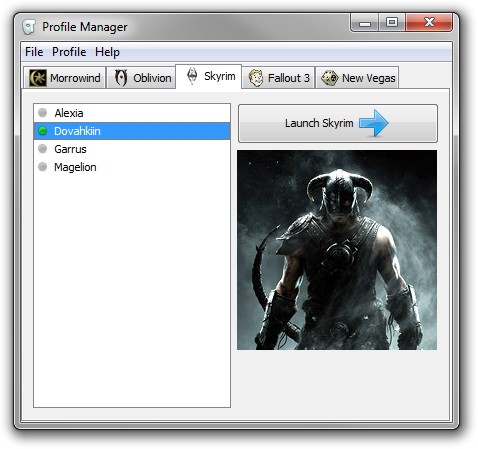 Profile Manager
File Profile Help
Morrowind Oblivion Skyrim Fallout 3 New Vegas
Alexia
Dovahkiin
Garrus
Magelion
Launch Skyrim